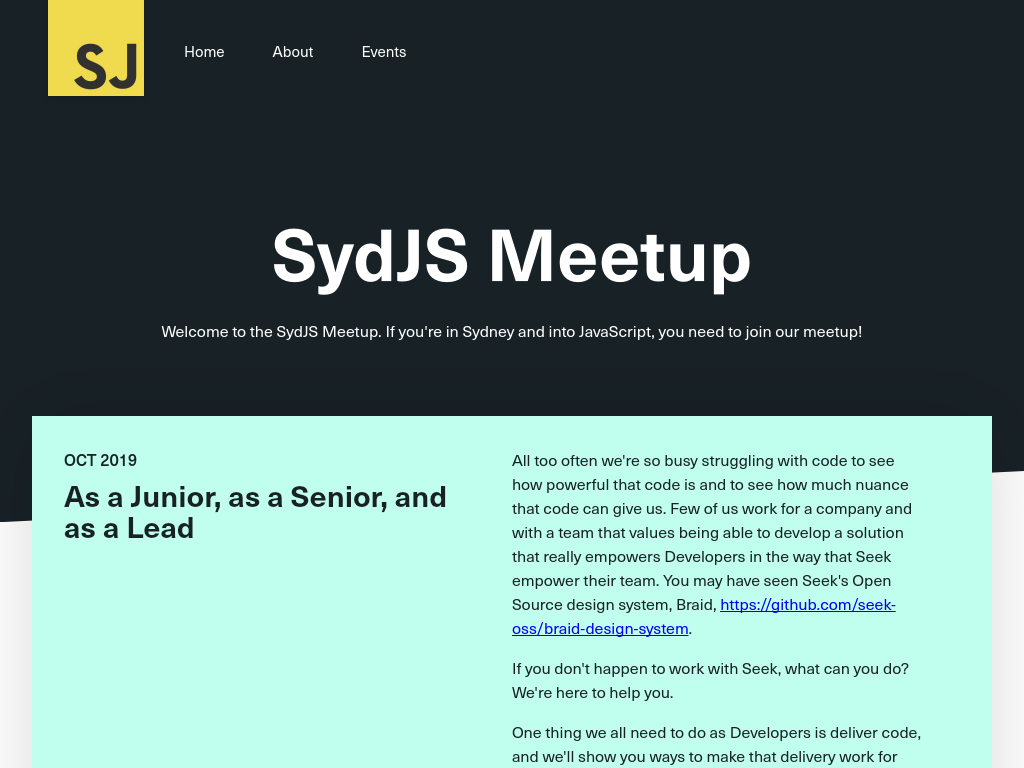 SJ
Home
About
Events
SydJS Meetup
Welcome to the SydJS Meetup. If you're in Sydney and into JavaScript, you need to join our meetup!
OCT 2019
As a Junior, as a Senior, and
as a Lead
All too often we're so busy struggling with code to see
how powerful that code is and to see how much nuance
that code can give us. Few of us work for a company and
with a team that values being able to develop a solution
that really empowers Developers in the way that Seek
empower their team. You may have seen Seek's Open
Source design system, Braid, https://github.com/seek-
oss/braid-design-system.
If you don't happen to work with Seek, what can you do?
We're here to help you.
One thing we all need to do as Developers is deliver code,
and we'll show you ways to make that delivery work for